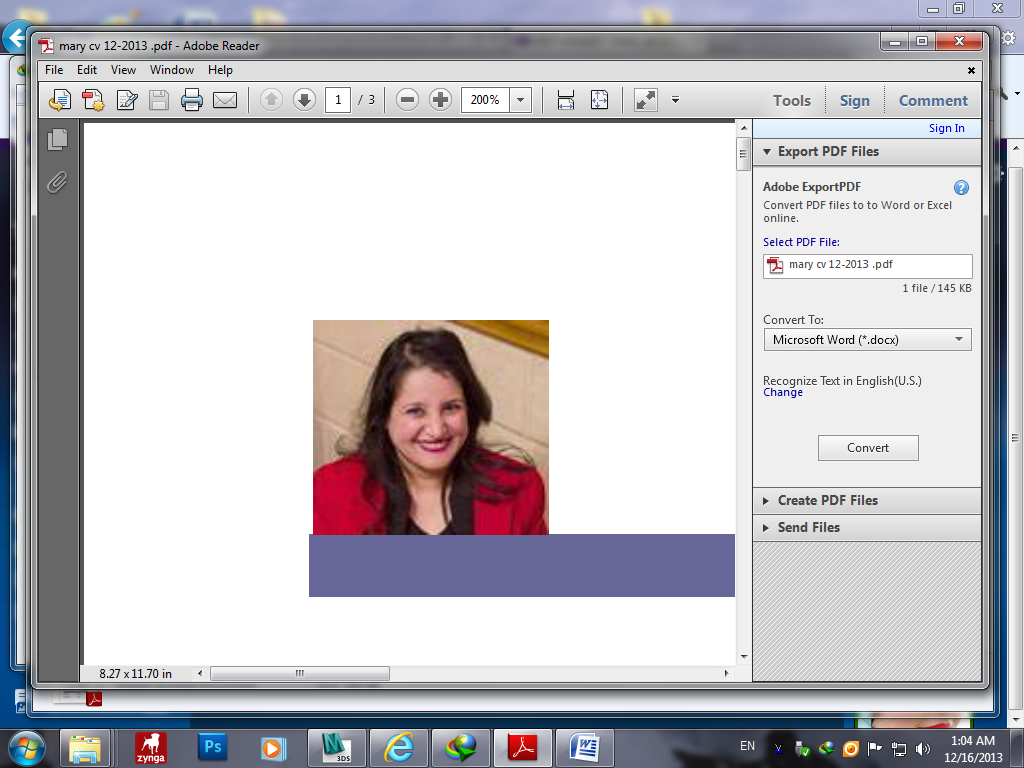 mary cv 12-2013 .pdf - Adobe Reader
File Edit View Window Help
1 / 3 200% Tools Sign Comment
Sign In
Export PDF Files
Adobe ExportPDF
Convert PDF files to to Word or Excel
online.
Select PDF File:
mary cv 12-2013 .pdf
1 file / 145 KB
Convert To:
Microsoft Word (*.docx)
Recognize Text in English(U.S.)
Change
Convert
Create PDF Files
Send Files
8.27 x 11.70 in
zynga
Ps
3DS
EN
1:04 AM
12/16/2013